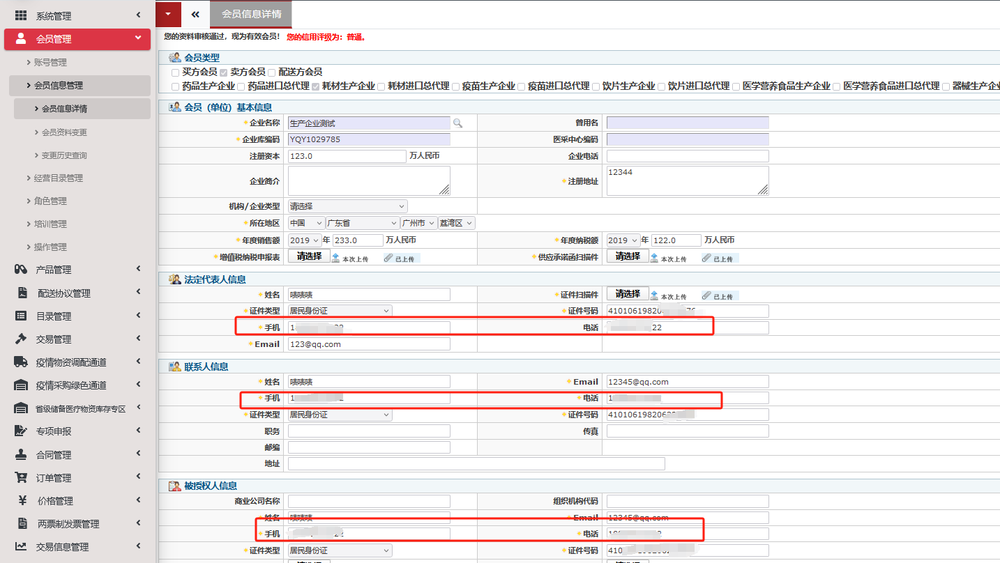 系统管理
会员管理
账号管理
会员信息管理
会员信息详情
会员资料变更
变更历史查询
经营目录管理
角色管理
培训管理
操作管理
产品管理
配送协议管理
目录管理
交易管理
疫情物资调配通道
疫情采购绿色通道
省级储备医疗物资库存专区
专项申报
合同管理
订单管理
价格管理
两票制发票管理
交易信息管理
会员信息详情
您的资料审核通过，现为有效会员！ 您的信用评级为：普通。
会员类型
买方会员 卖方会员 配送方会员
药品生产企业 药品进口总代理 耗材生产企业 耗材进口总代理 疫苗生产企业 疫苗进口总代理 饮片生产企业 饮片进口总代理 医学营养食品生产企业 医学营养食品进口总代理 器械生产企业
会员（单位）基本信息
企业名称 生产企业测试 曾用名
企业库编码 YQY1029785 医采中心编码
注册资本 123.0 万人民币 企业电话
企业简介 注册地址 12344
机构/企业类型 请选择
所在地区 中国 广东省 广州市 荔湾区
年度销售额 2019 年 233.0 万人民币 年度纳税额 2019 年 122.0 万人民币
增值税纳税申报表 请选择 本次上传 已上传 供应承诺函扫描件 请选择 本次上传 已上传
法定代表人信息
姓名 啧啧啧 证件扫描件 请选择 本次上传 已上传
证件类型 居民身份证 证件号码 4101061982
手机 1 电话 22
Email 123@qq.com
联系人信息
姓名 啧啧啧 Email 12345@qq.com
手机 1 电话 1
证件类型 居民身份证 证件号码 41010619820
职务 传真
邮编
地址
被授权人信息
商业公司名称 组织机构代码
姓名 啧啧啧 Email 12345@qq.com
手机 电话
证件类型 居民身份证 证件号码 410